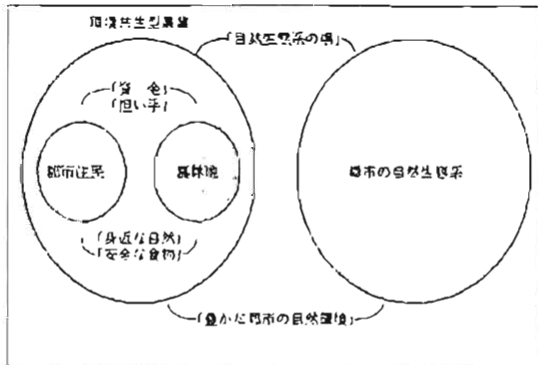 環境共生型農業
「自然生態系の場」
「資 金」
「担い手」
都市住民
農林地
都市の自然生態系
「身近な自然」
「安全な食物」
「豊かな都市の自然環境」